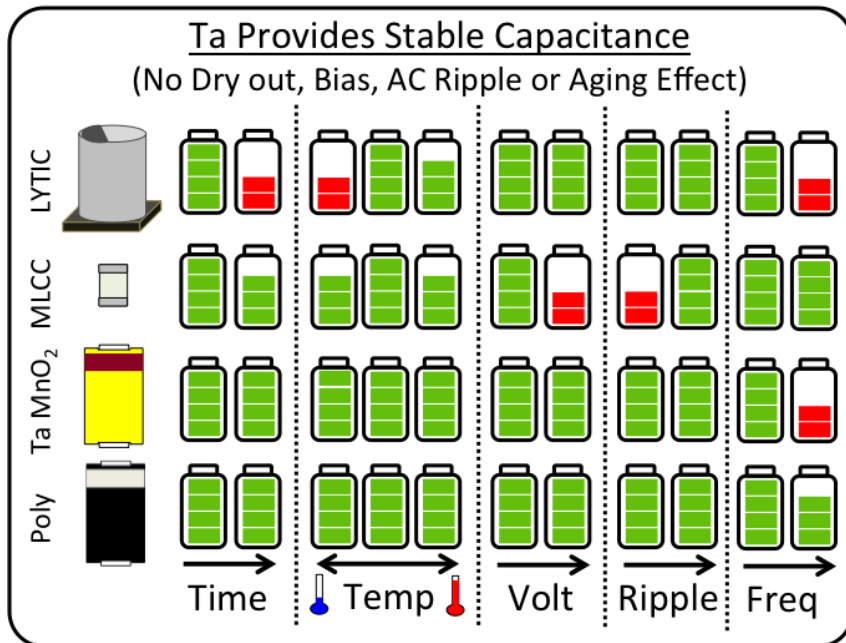 Ta Provides Stable Capacitance
(No Dry out, Bias, AC Ripple or Aging Effect)
LYTIC
MLCC
Ta MnO₂
Poly
Time
Temp
Volt
Ripple
Freq